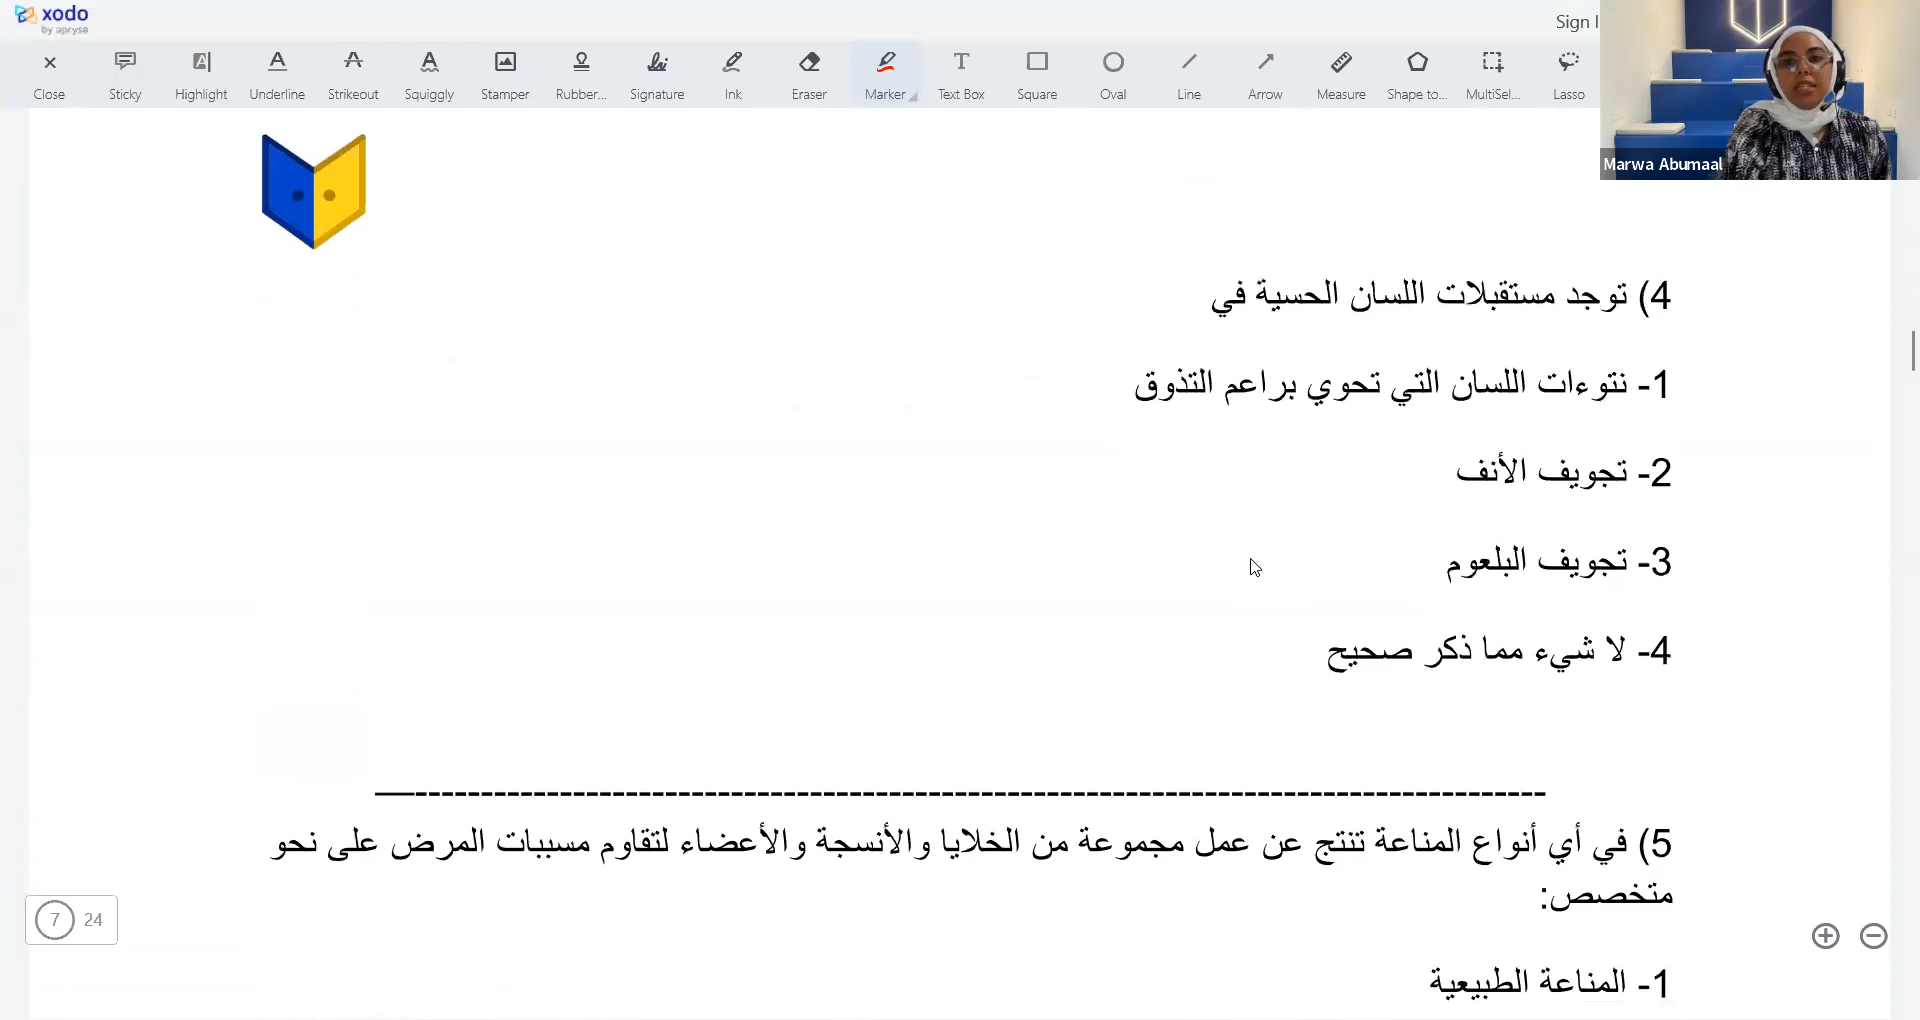 xodo
by apryse
Sign I
Close
Sticky
Highlight
Underline
Strikeout
Squiggly
Stamper
Rubber...
Signature
Ink
Eraser
Marker
Text Box
Square
Oval
Line
Arrow
Measure
Shape to...
MultiSel...
Lasso
Marwa Abumaal
4) توجد مستقبلات اللسان الحسية في
1- نتوءات اللسان التي تحوي براعم التذوق
2- تجويف الأنف
3- تجويف البلعوم
4- لا شيء مما ذكر صحيح
5) في أي أنواع المناعة تنتج عن عمل مجموعة من الخلايا والأنسجة والأعضاء لتقاوم مسببات المرض على نحو
متخصص:
1- المناعة الطبيعية
7 24